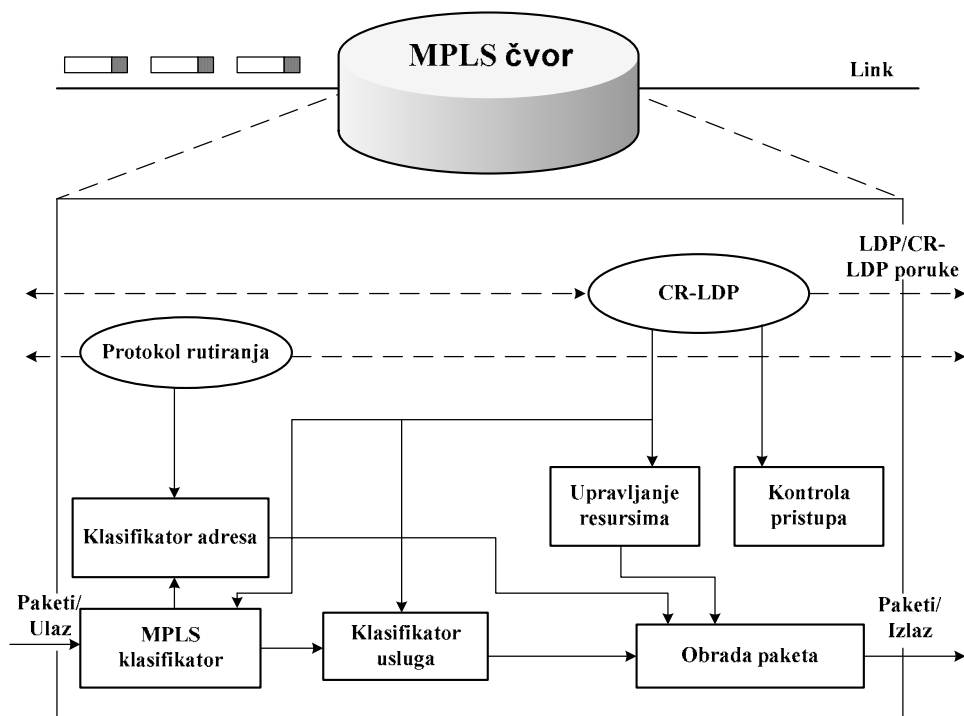 MPLS čvor
Link
LDP/CR-
LDP poruke
CR-LDP
Protokol rutiranja
Upravljanje
resursima
Kontrola
pristupa
Klasifikator adresa
Paketi/
Ulaz
MPLS
klasifikator
Klasifikator
usluga
Obrada paketa
Paketi/
Izlaz